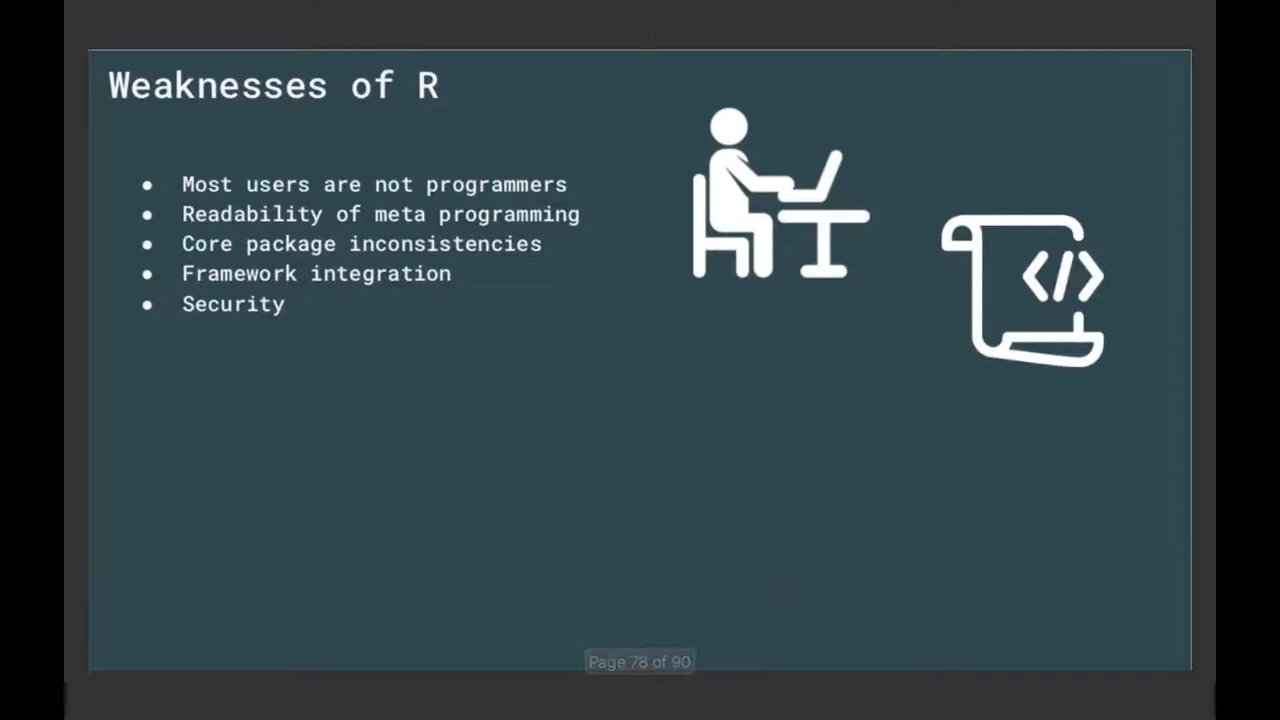 Weaknesses of R
● Most users are not programmers
● Readability of meta programming
● Core package inconsistencies
● Framework integration
● Security
</>
Page 78 of 90